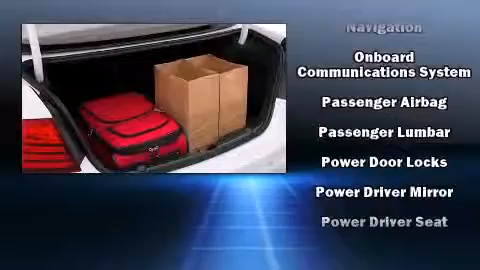 Navigation
Onboard
Communications System
Passenger Airbag
Passenger Lumbar
Power Door Locks
Power Driver Mirror
Power Driver Seat